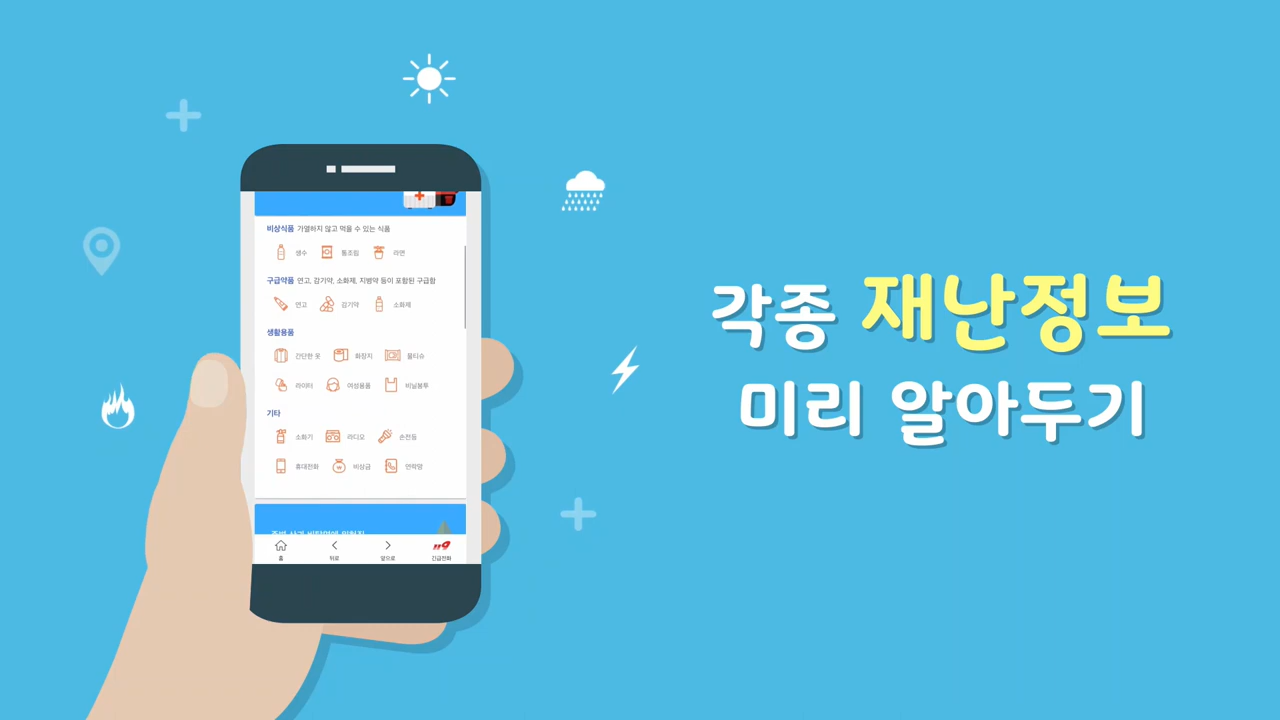 비상식품 가열하지 않고 먹을 수 있는 식품
생수 통조림 라면
구급약품 연고, 감기약, 소화제, 지병약 등이 포함된 구급함
연고 감기약 소화제
생활용품
간단한 옷 화장지 물티슈
라이터 여성용품 비닐봉투
기타
소화기 라디오 손전등
휴대전화 비상금 연락망
홈 뒤로 앞으로 긴급전화
119
각종 재난정보
미리 알아두기